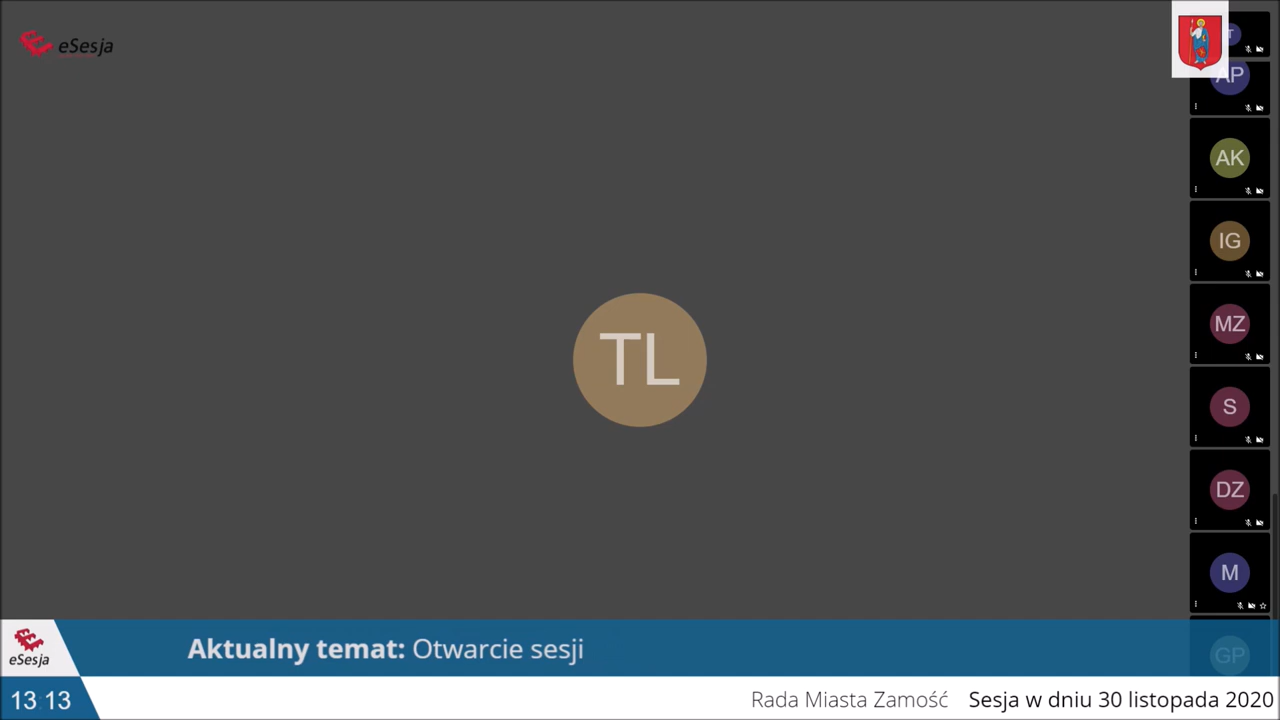 eSesja
T
AP
AK
IG
MZ
S
DZ
M
GP
TL
eSesja
Aktualny temat: Otwarcie sesji
13 13
Rada Miasta Zamość Sesja w dniu 30 listopada 2020